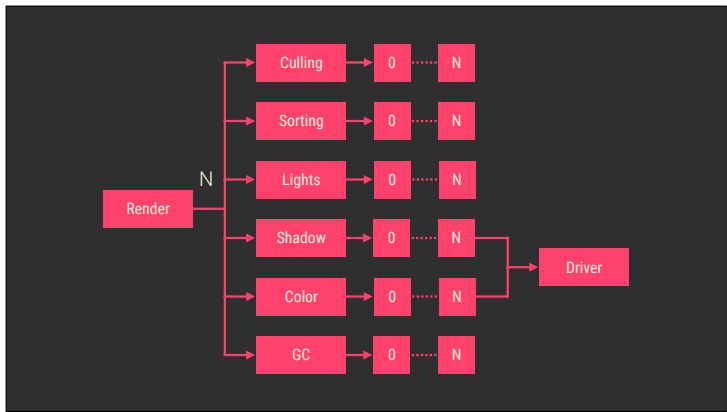 Culling 0 N
Sorting 0 N
N
Lights 0 N
Render
Shadow 0 N
Driver
Color 0 N
GC 0 N